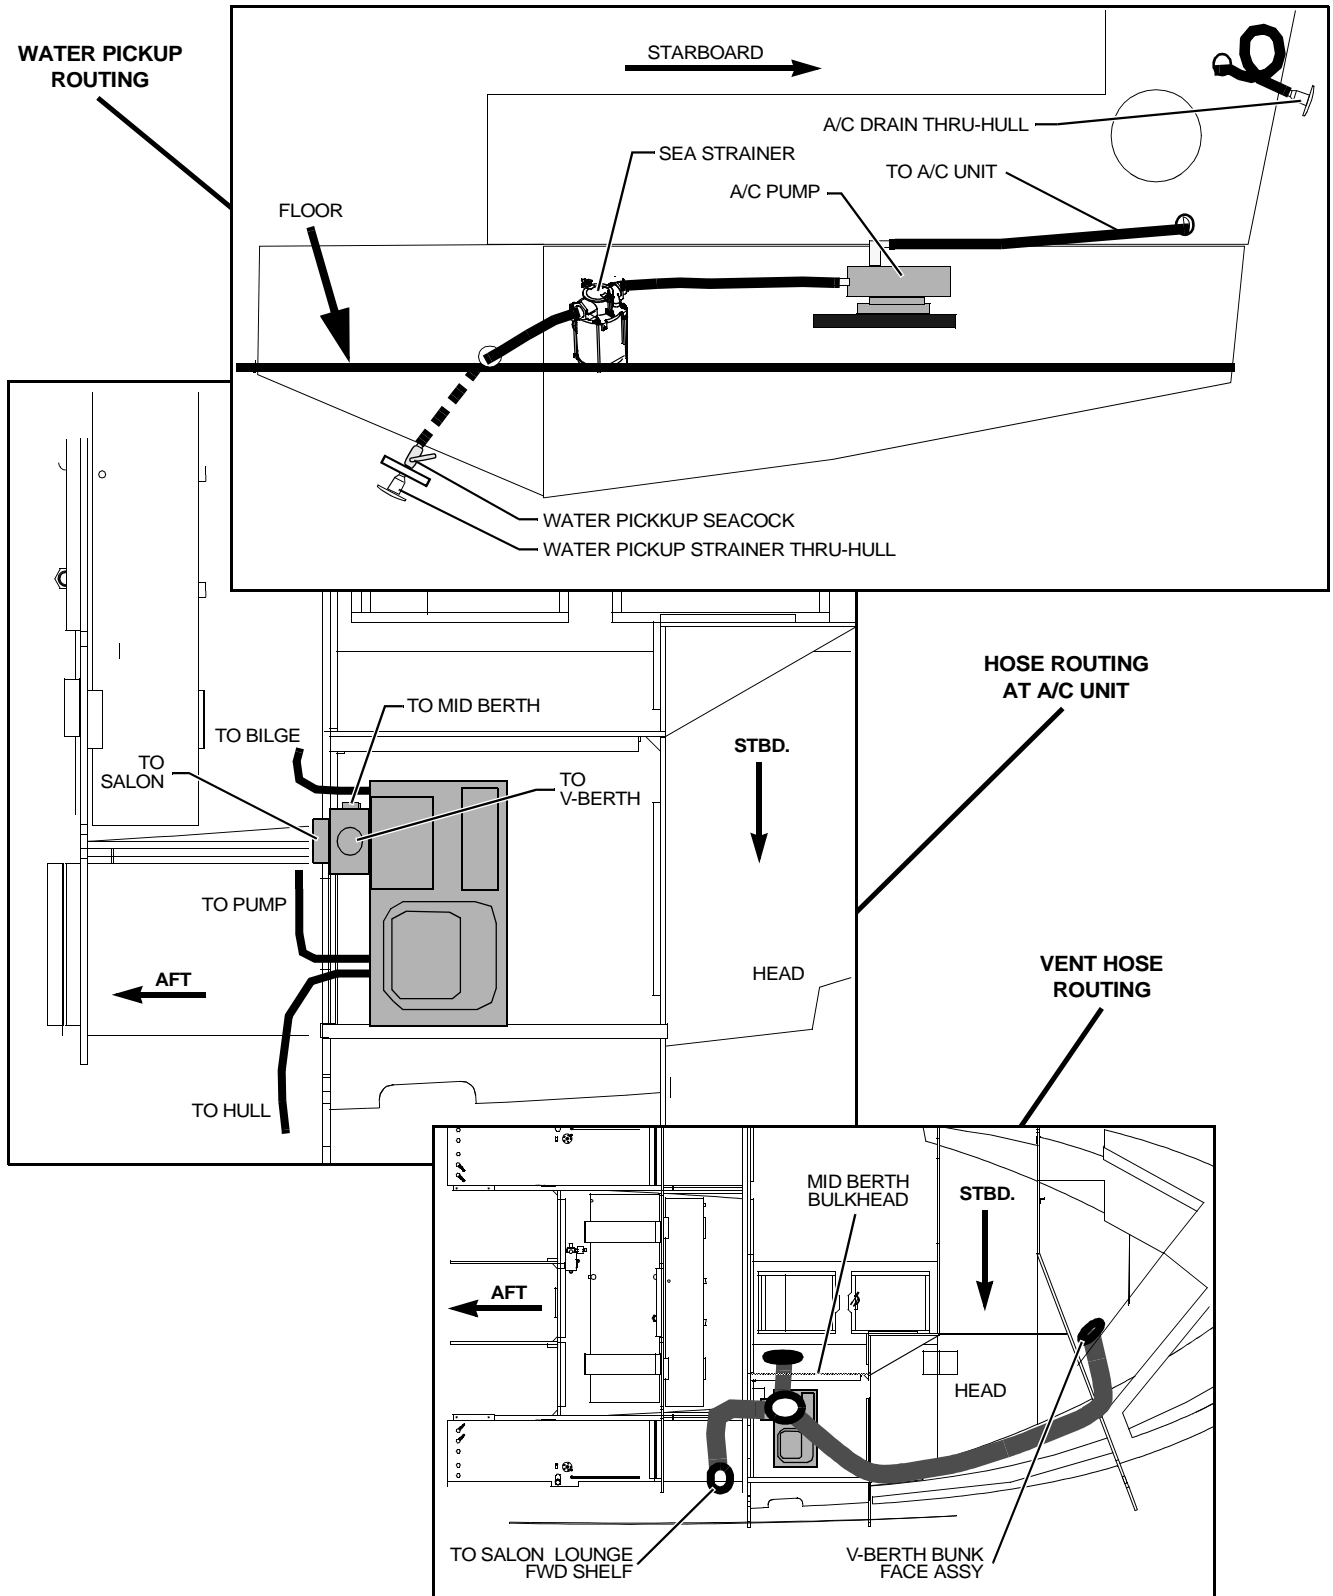 WATER PICKUP
ROUTING
STARBOARD
A/C DRAIN THRU-HULL
SEA STRAINER
TO A/C UNIT
A/C PUMP
FLOOR
WATER PICKKUP SEACOCK
WATER PICKUP STRAINER THRU-HULL
HOSE ROUTING
AT A/C UNIT
TO MID BERTH
TO BILGE
STBD.
TO
SALON
TO
V-BERTH
TO PUMP
AFT
HEAD
TO HULL
VENT HOSE
ROUTING
MID BERTH
BULKHEAD
STBD.
AFT
HEAD
TO SALON LOUNGE
FWD SHELF
V-BERTH BUNK
FACE ASSY